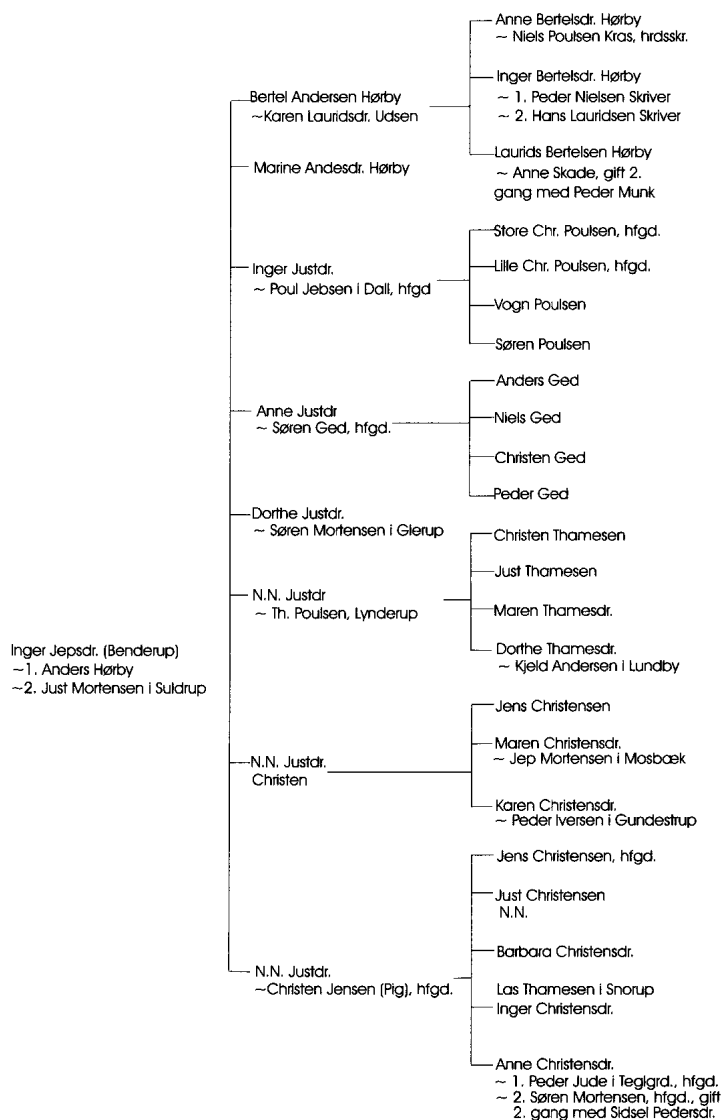 Inger Jepsdr. (Benderup)
~1. Anders Hørby
~2. Just Mortensen i Suldrup
Bertel Andersen Hørby
~Karen Lauridsdr. Udsen
Anne Bertelsdr. Hørby
~ Niels Poulsen Kras, hrdsskr.
Inger Bertelsdr. Hørby
~ 1. Peder Nielsen Skriver
~ 2. Hans Lauridsen Skriver
Laurids Bertelsen Hørby
~ Anne Skade, gift 2.
gang med Peder Munk
Marine Andesdr. Hørby
Inger Justdr.
~ Poul Jebsen i Dall, hfgd
Store Chr. Poulsen, hfgd.
Lille Chr. Poulsen, hfgd.
Vogn Poulsen
Søren Poulsen
Anne Justdr
~ Søren Ged, hfgd.
Anders Ged
Niels Ged
Christen Ged
Peder Ged
Dorthe Justdr.
~ Søren Mortensen i Glerup
N.N. Justdr
~ Th. Poulsen, Lynderup
Christen Thamesen
Just Thamesen
Maren Thamesdr.
Dorthe Thamesdr.
~ Kjeld Andersen i Lundby
N.N. Justdr.
Christen
Jens Christensen
Maren Christensdr.
~ Jep Mortensen i Mosbæk
Karen Christensdr.
~ Peder Iversen i Gundestrup
N.N. Justdr.
~Christen Jensen (Pig), hfgd.
Jens Christensen, hfgd.
Just Christensen
N.N.
Barbara Christensdr.
Las Thamesen i Snorup
Inger Christensdr.
Anne Christensdr.
~ 1. Peder Jude i Teglgrd., hfgd.
~ 2. Søren Mortensen, hfgd., gift
2. gang med Sidsel Pedersdr.